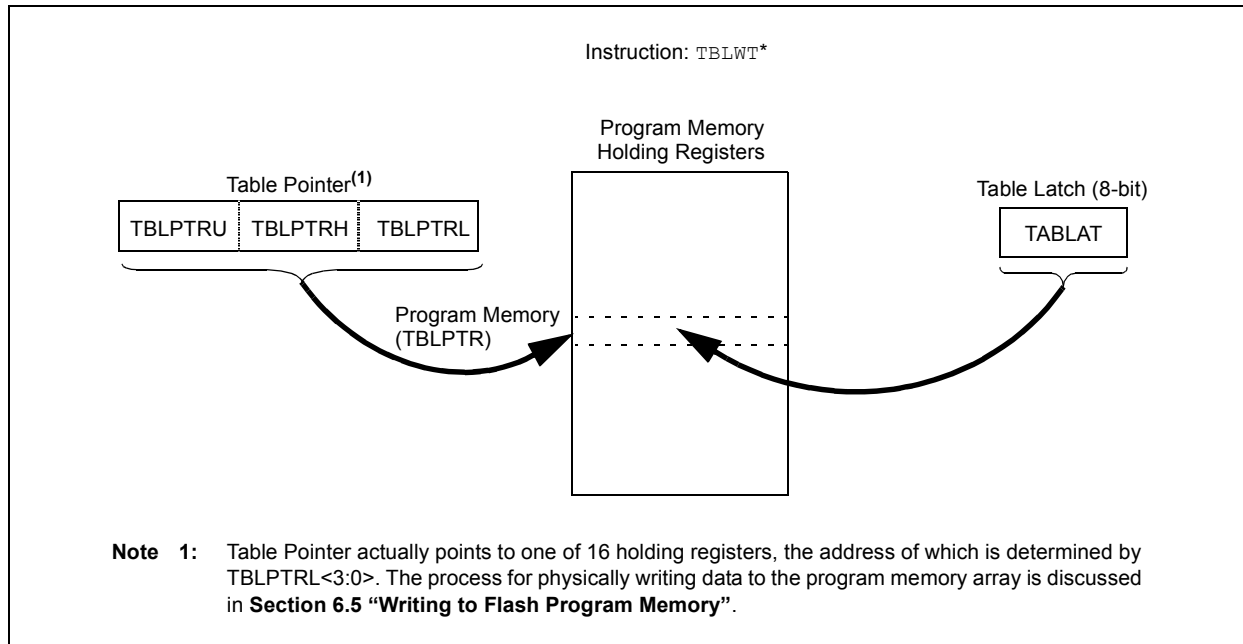 Instruction: TBLWT*
Program Memory
Holding Registers
Table Pointer(1)
Table Latch (8-bit)
TBLPTRU TBLPTRH TBLPTRL
TABLAT
Program Memory
(TBLPTR)
Note 1: Table Pointer actually points to one of 16 holding registers, the address of which is determined by
TBLPTRL<3:0>. The process for physically writing data to the program memory array is discussed
in Section 6.5 “Writing to Flash Program Memory”.